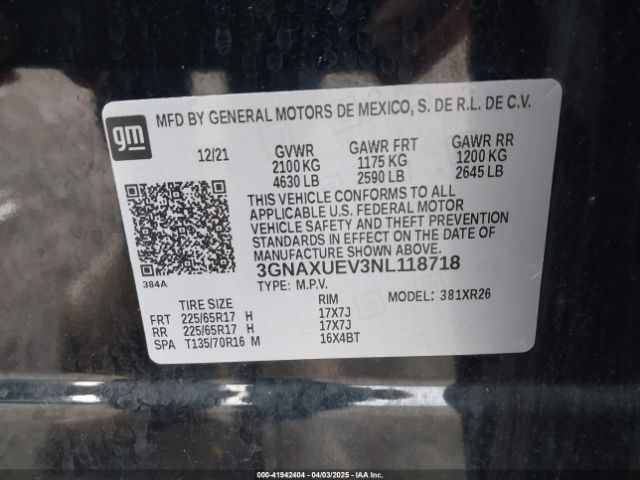 MFD BY GENERAL MOTORS DE MEXICO, S. DE R.L. DE C.V.
gm
12/21 GVWR GAWR FRT GAWR RR
2100 KG 1175 KG 1200 KG
4630 LB 2590 LB 2645 LB
THIS VEHICLE CONFORMS TO ALL
APPLICABLE U.S. FEDERAL MOTOR
VEHICLE SAFETY AND THEFT PREVENTION
STANDARDS IN EFFECT ON THE DATE OF
MANUFACTURE SHOWN ABOVE.
3GNAXUEV3NL118718
384A
TYPE: M.P.V. MODEL: 381XR26
TIRE SIZE RIM
FRT 225/65R17 H 17X7J
RR 225/65R17 H 17X7J
SPA T135/70R16 M 16X4BT
000-41942404 - 04/03/2025 - IAAI.COM